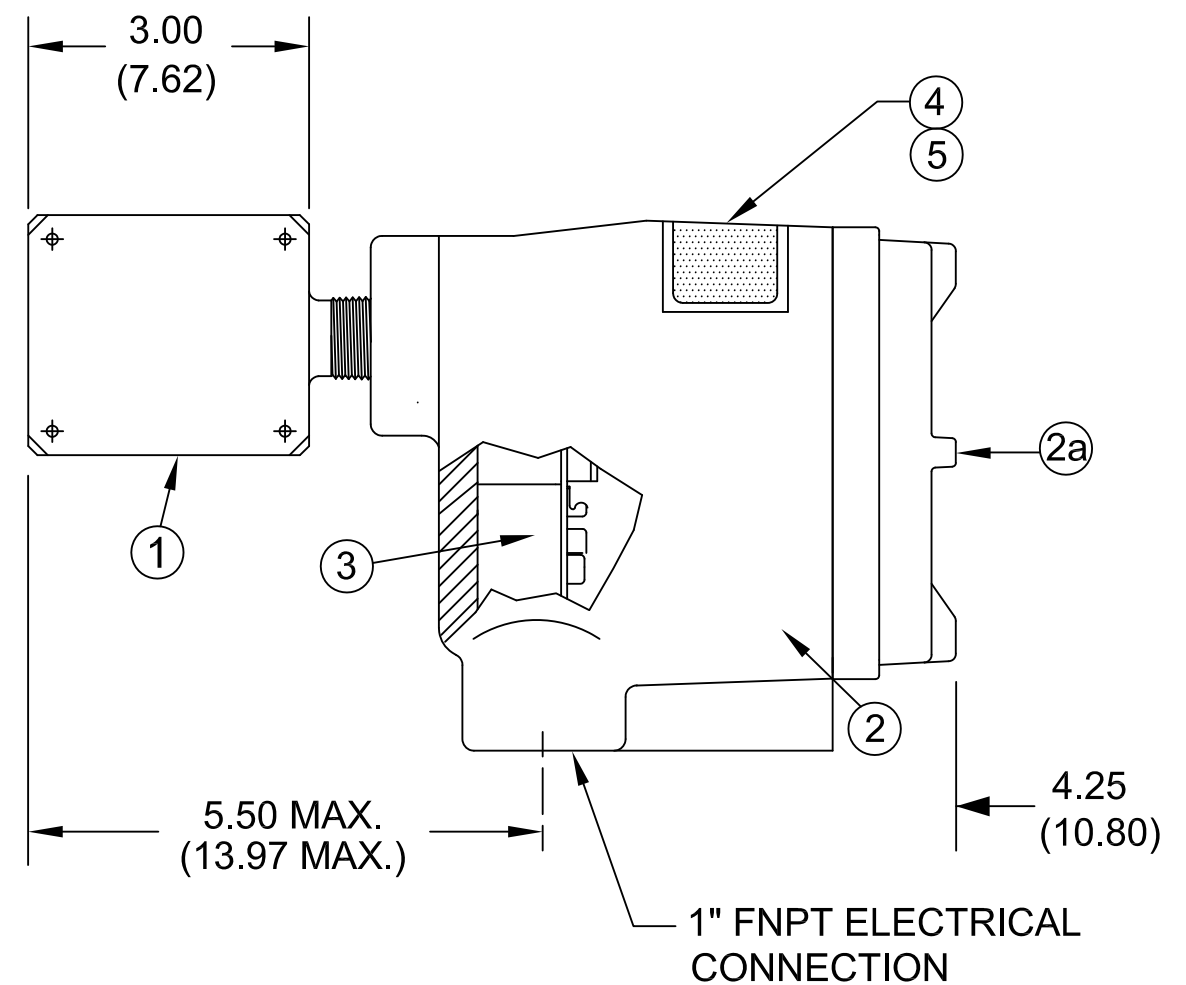 3.00
(7.62)
4
5
2a
1
3
2
5.50 MAX.
(13.97 MAX.)
4.25
(10.80)
1" FNPT ELECTRICAL
CONNECTION